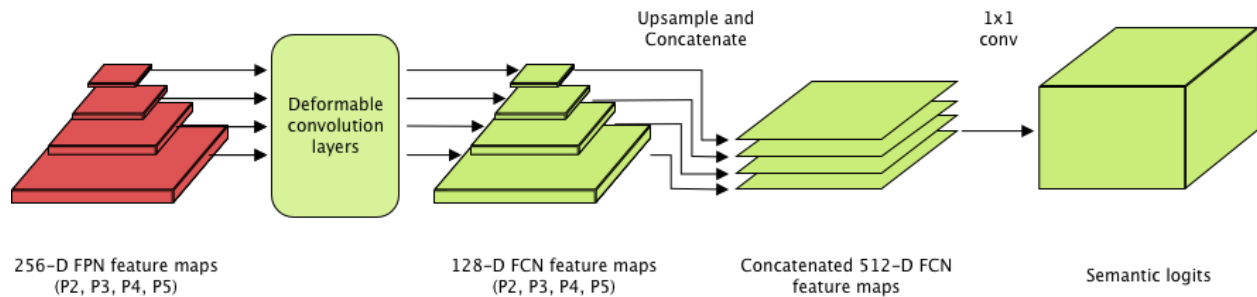 Upsample and
Concatenate
1x1
conv
Deformable
convolution
layers
256-D FPN feature maps
(P2, P3, P4, P5)
128-D FCN feature maps
(P2, P3, P4, P5)
Concatenated 512-D FCN
feature maps
Semantic logits